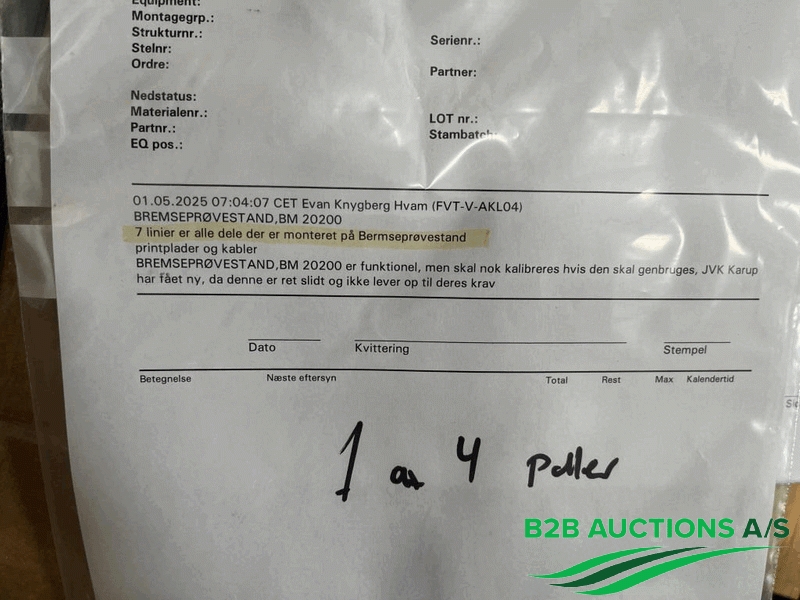 Equipment:
Montagegrp.:
Strukturnr.:
Stelnr:
Serienr.:
Ordre:
Partner:
Nedstatus:
Materialenr.:
LOT nr.:
Partnr.:
Stambatch:
EQ pos.:
01.05.2025 07:04:07 CET Evan Knygberg Hvam (FVT-V-AKL04)
BREMSEPRØVESTAND,BM 20200
7 linier er alle dele der er monteret på Bermseprøvestand
printplader og kabler
BREMSEPRØVESTAND,BM 20200 er funktionel, men skal nok kalibreres hvis den skal genbruges, JVK Karup
har fået ny, da denne er ret slidt og ikke lever op til deres krav
Dato Kvittering Stempel
Betegnelse Næste eftersyn Total Rest Max Kalendertid
1 av 4 paller
B2B AUCTIONS A/S